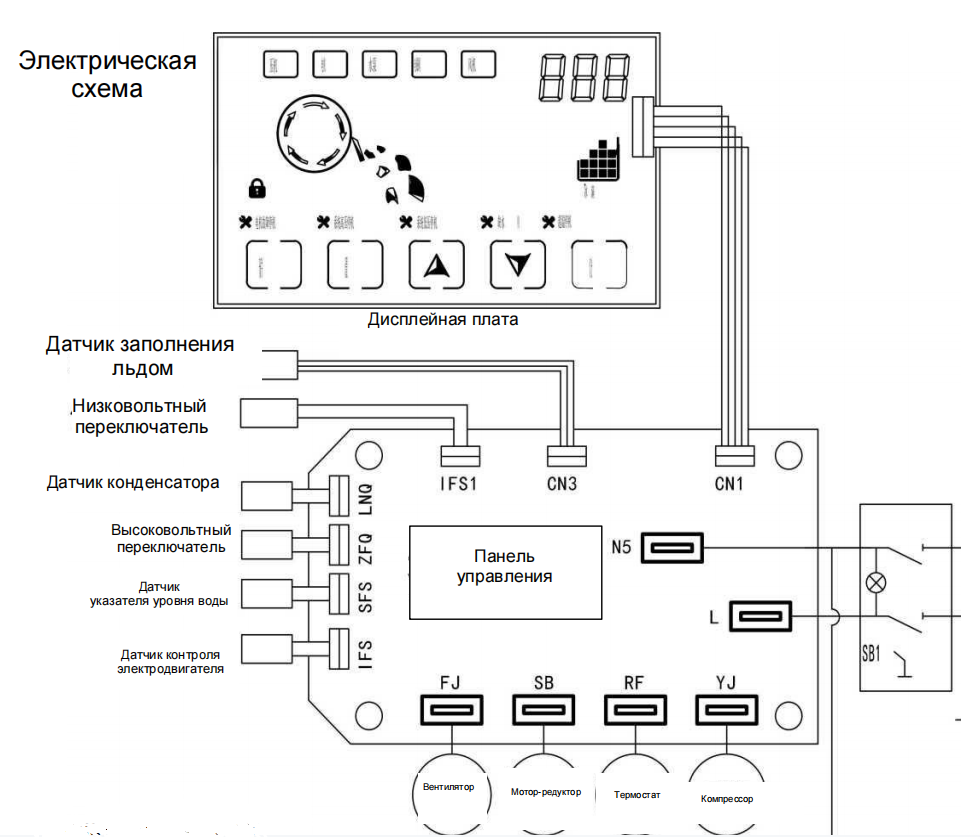 Электрическая
схема
Дисплейная плата
Датчик заполнения
льдом
Низковольтный
переключатель
IFS1
CN3
CN1
Датчик конденсатора
LNQ
Высоковольтный
переключатель
ZFQ
Панель
управления
N5
Датчик
указателя уровня воды
SFS
L
Датчик контроля
электродвигателя
IFS
SB1
FJ
SB
RF
YJ
Вентилятор
Мотор-редуктор
Термостат
Компрессор